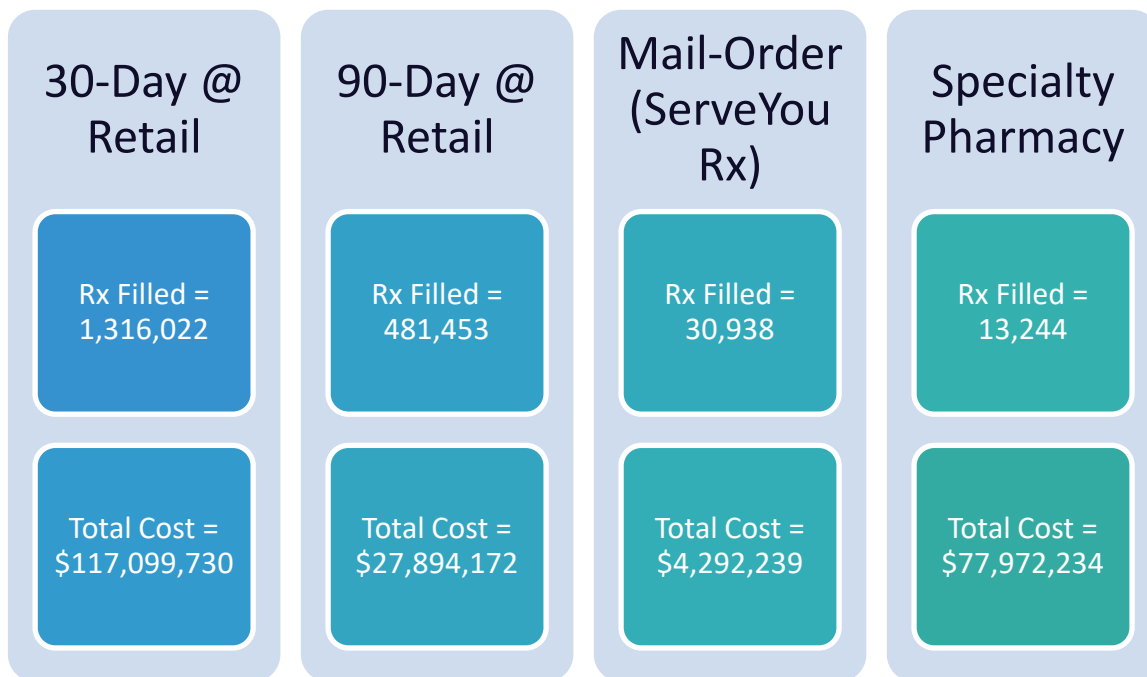 30-Day @
Retail
Rx Filled =
1,316,022
Total Cost =
$117,099,730
90-Day @
Retail
Rx Filled =
481,453
Total Cost =
$27,894,172
Mail-Order
(ServeYou
Rx)
Rx Filled =
30,938
Total Cost =
$4,292,239
Specialty
Pharmacy
Rx Filled =
13,244
Total Cost =
$77,972,234